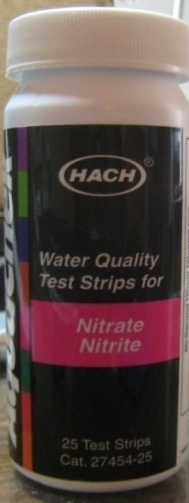 HACH®
Water Quality
Test Strips for
Nitrate
Nitrite
25 Test Strips
Cat. 27454-25